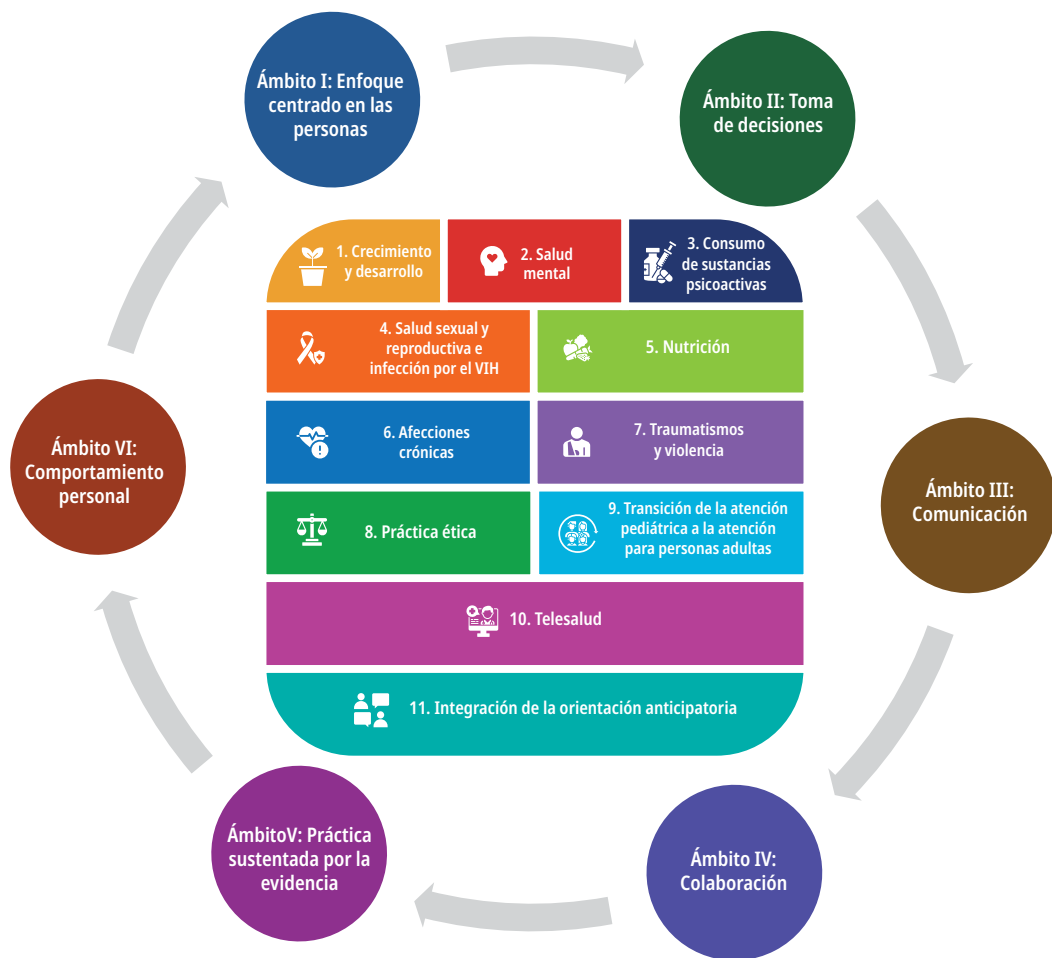 Ámbito I: Enfoque
centrado en las
personas
Ámbito II: Toma
de decisiones
1. Crecimiento
y desarrollo
2. Salud
mental
3. Consumo
de sustancias
psicoactivas
4. Salud sexual y
reproductiva e
infección por el VIH
5. Nutrición
6. Afecciones
crónicas
7. Traumatismos
y violencia
8. Práctica ética
9. Transición de la atención
pediátrica a la atención
para personas adultas
10. Telesalud
11. Integración de la orientación anticipatoria
Ámbito III:
Comunicación
Ámbito IV:
Colaboración
ÁmbitoV: Práctica
sustentada por la
evidencia
Ámbito VI:
Comportamiento
personal